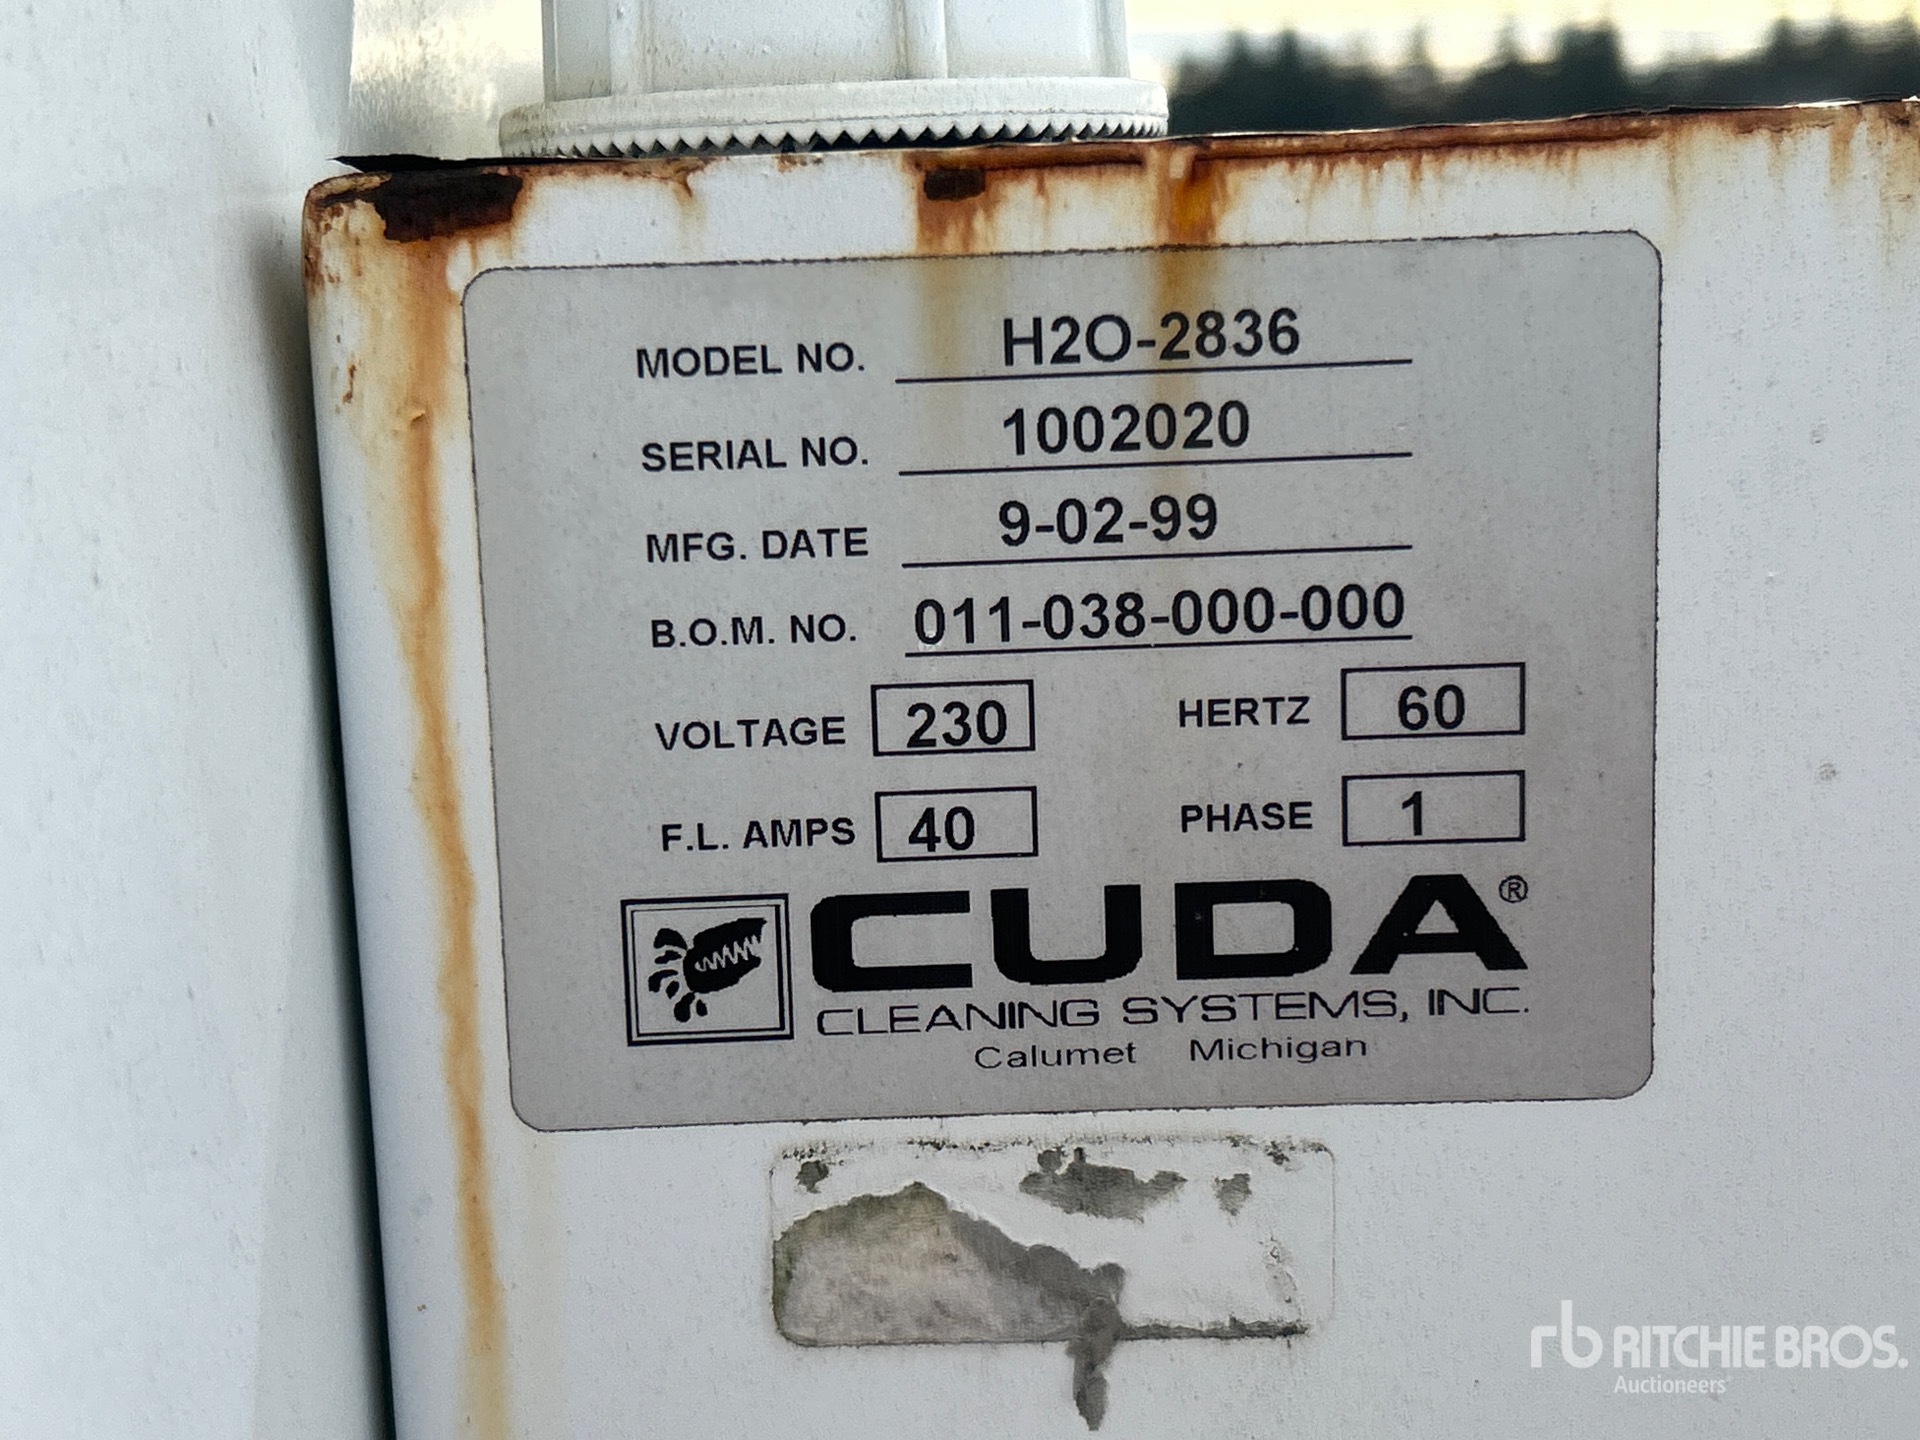 MODEL NO. H2O-2836
SERIAL NO. 1002020
MFG. DATE 9-02-99
B.O.M. NO. 011-038-000-000
VOLTAGE 230 HERTZ 60
F.L. AMPS 40 PHASE 1
CUDA®
CLEANING SYSTEMS, INC.
Calumet Michigan
rb RITCHIE BROS.
Auctioneers